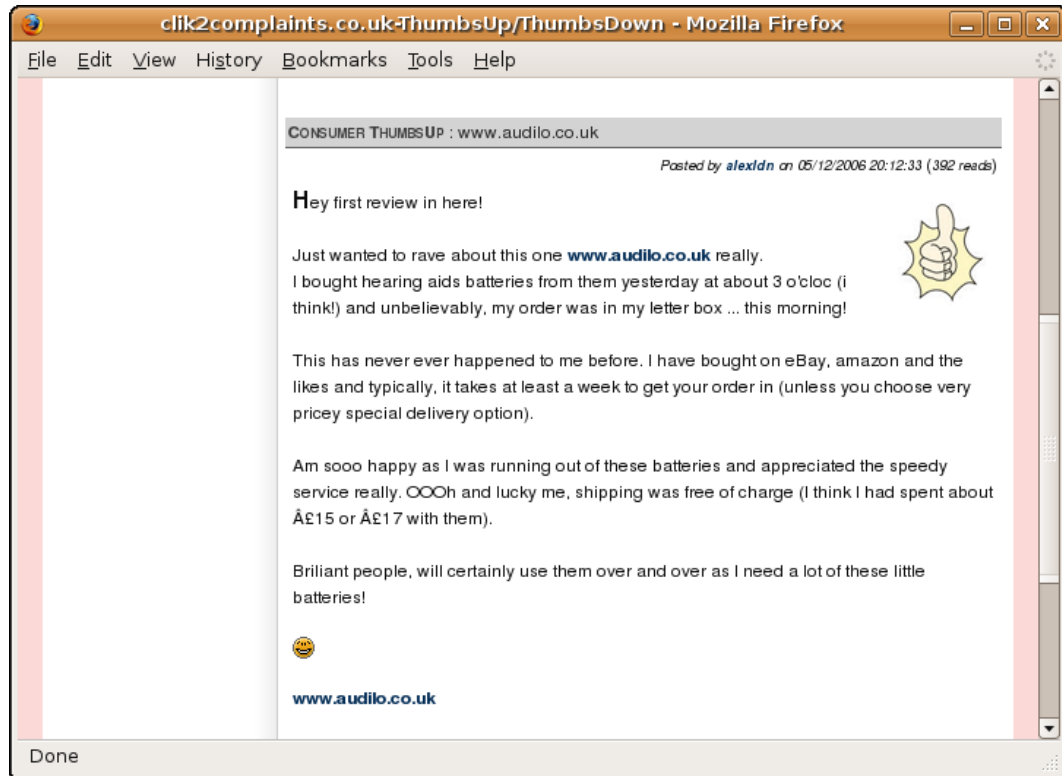 clik2complaints.co.uk-ThumbsUp/ThumbsDown - Mozilla Firefox
File Edit View History Bookmarks Tools Help
CONSUMER THUMBSUP : www.audilo.co.uk
Posted by alexldn on 05/12/2006 20:12:33 (392 reads)
Hey first review in here!
Just wanted to rave about this one www.audilo.co.uk really.
I bought hearing aids batteries from them yesterday at about 3 o'cloc (i
think!) and unbelievably, my order was in my letter box ... this morning!
This has never ever happened to me before. I have bought on eBay, amazon and the
likes and typically, it takes at least a week to get your order in (unless you choose very
pricey special delivery option).
Am sooo happy as I was running out of these batteries and appreciated the speedy
service really. OOOh and lucky me, shipping was free of charge (I think I had spent about
Â£15 or Â£17 with them).
Briliant people, will certainly use them over and over as I need a lot of these little
batteries!
www.audilo.co.uk
Done